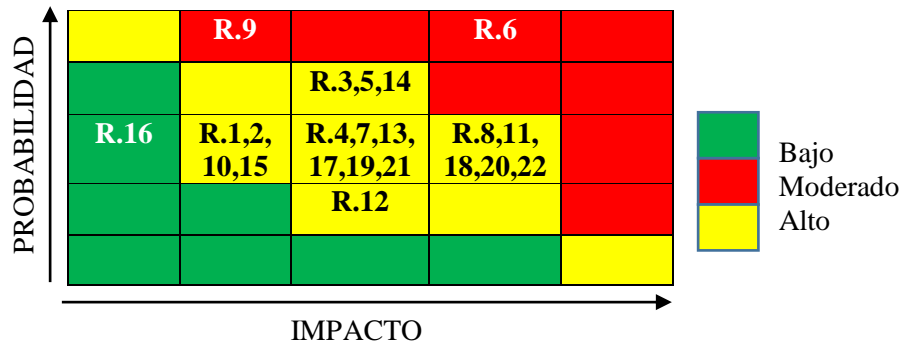 PROBABILIDAD
R.9 R.6
R.3,5,14
R.16 R.1,2, R.4,7,13, R.8,11,
10,15 17,19,21 18,20,22
R.12
IMPACTO
Bajo
Moderado
Alto